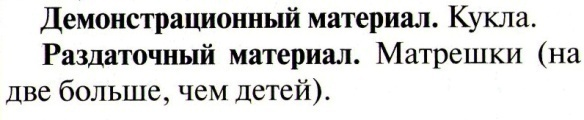 Демонстрационный материал. Кукла.
Раздаточный материал. Матрешки (на
две больше, чем детей).